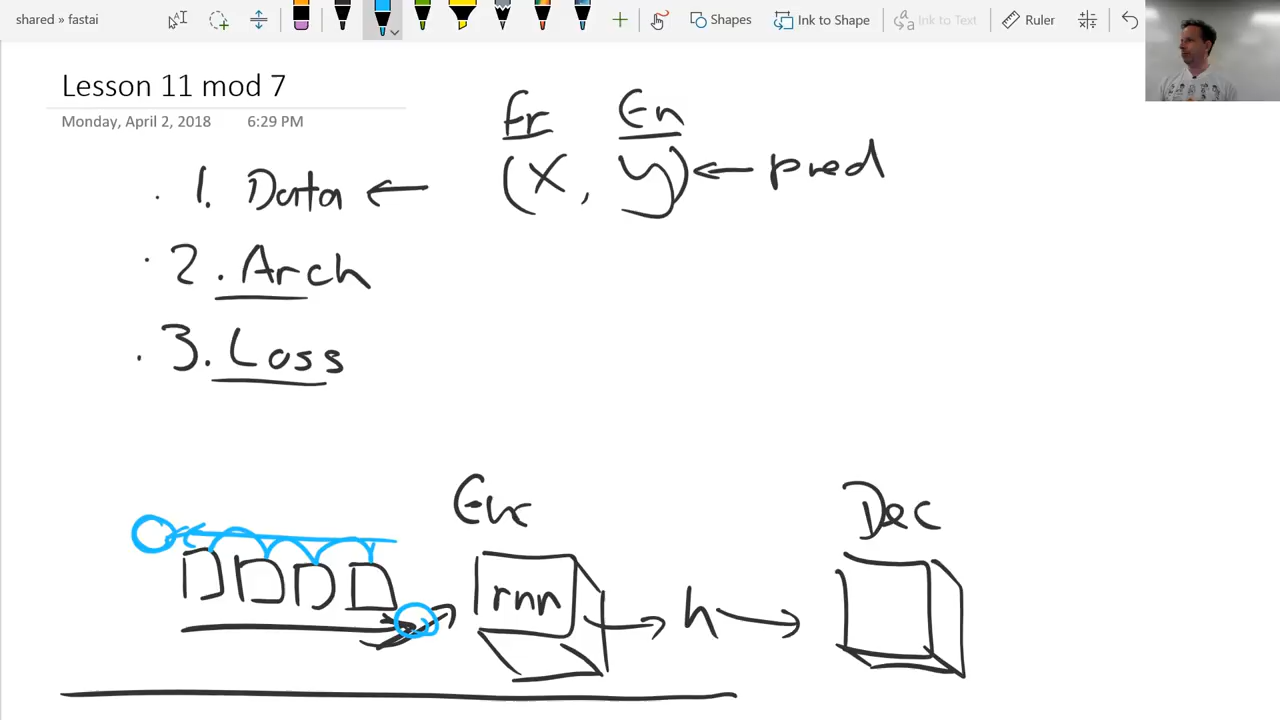 shared » fastai
Shapes
Ink to Shape
Ink to Text
Ruler
Lesson 11 mod 7
Monday, April 2, 2018 6:29 PM
Fr En
1. Data ← (x, y) ← pred
2. Arch
3. Loss
Enc Dec
rnn → h →